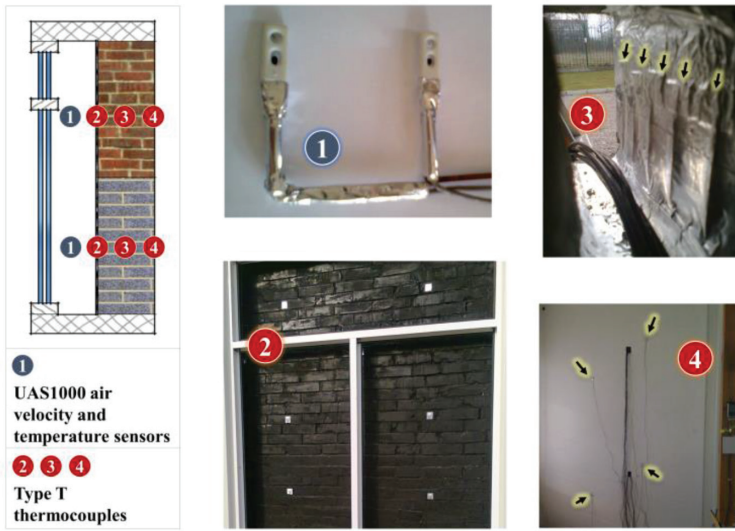 1 2 3 4
1 2 3 4
1
UAS1000 air
velocity and
temperature sensors
2 3 4
Type T
thermocouples
1
2
3
4